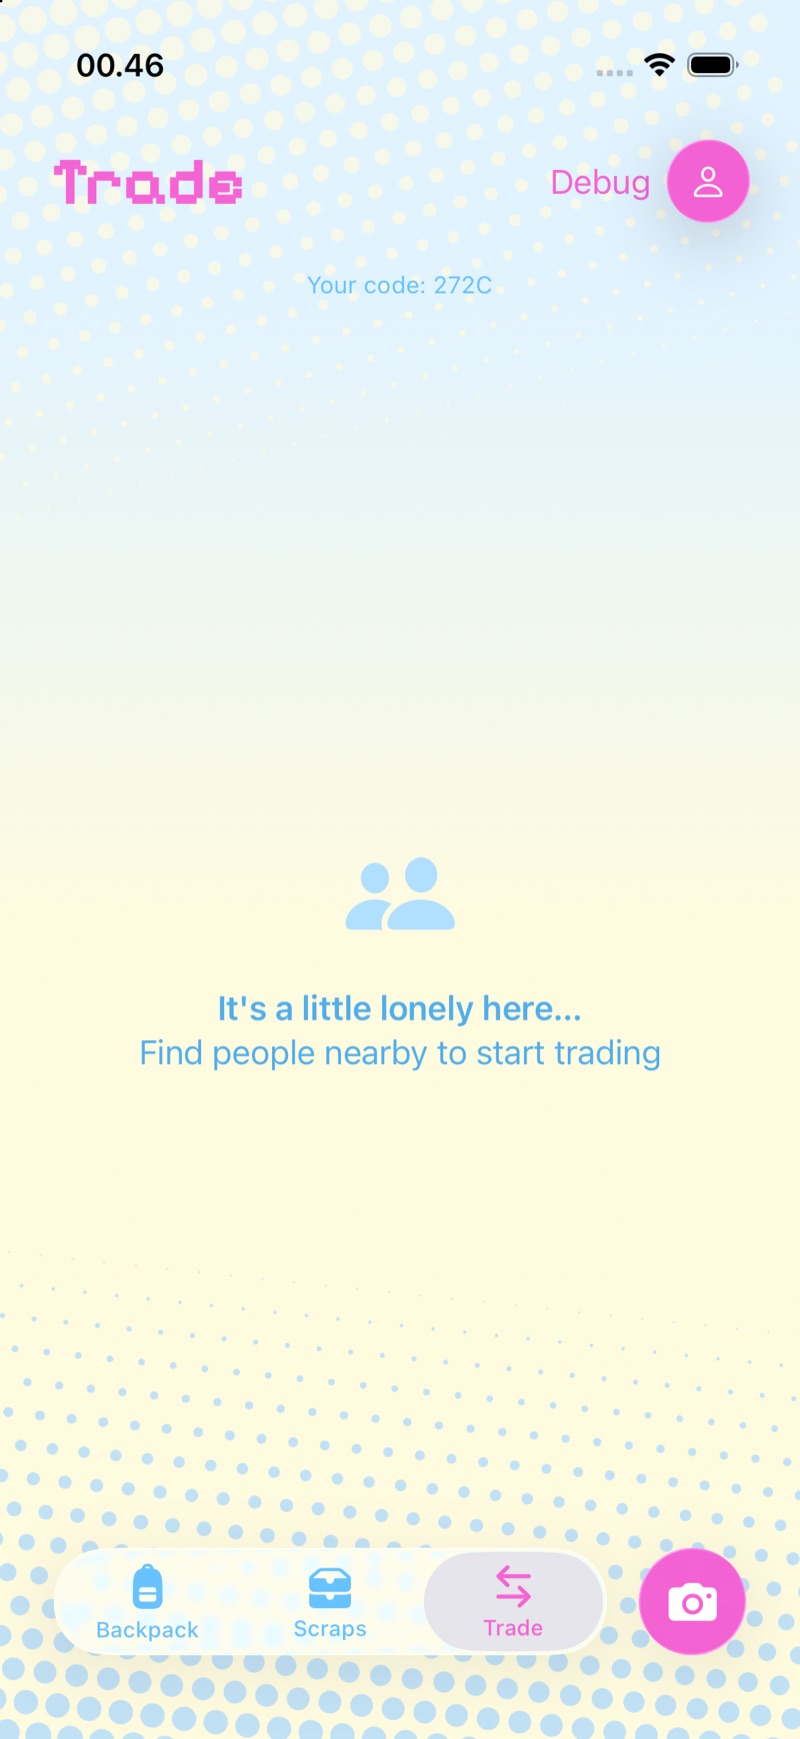 00.46
Trade
Debug
Your code: 272C
It's a little lonely here...
Find people nearby to start trading
Backpack
Scraps
Trade